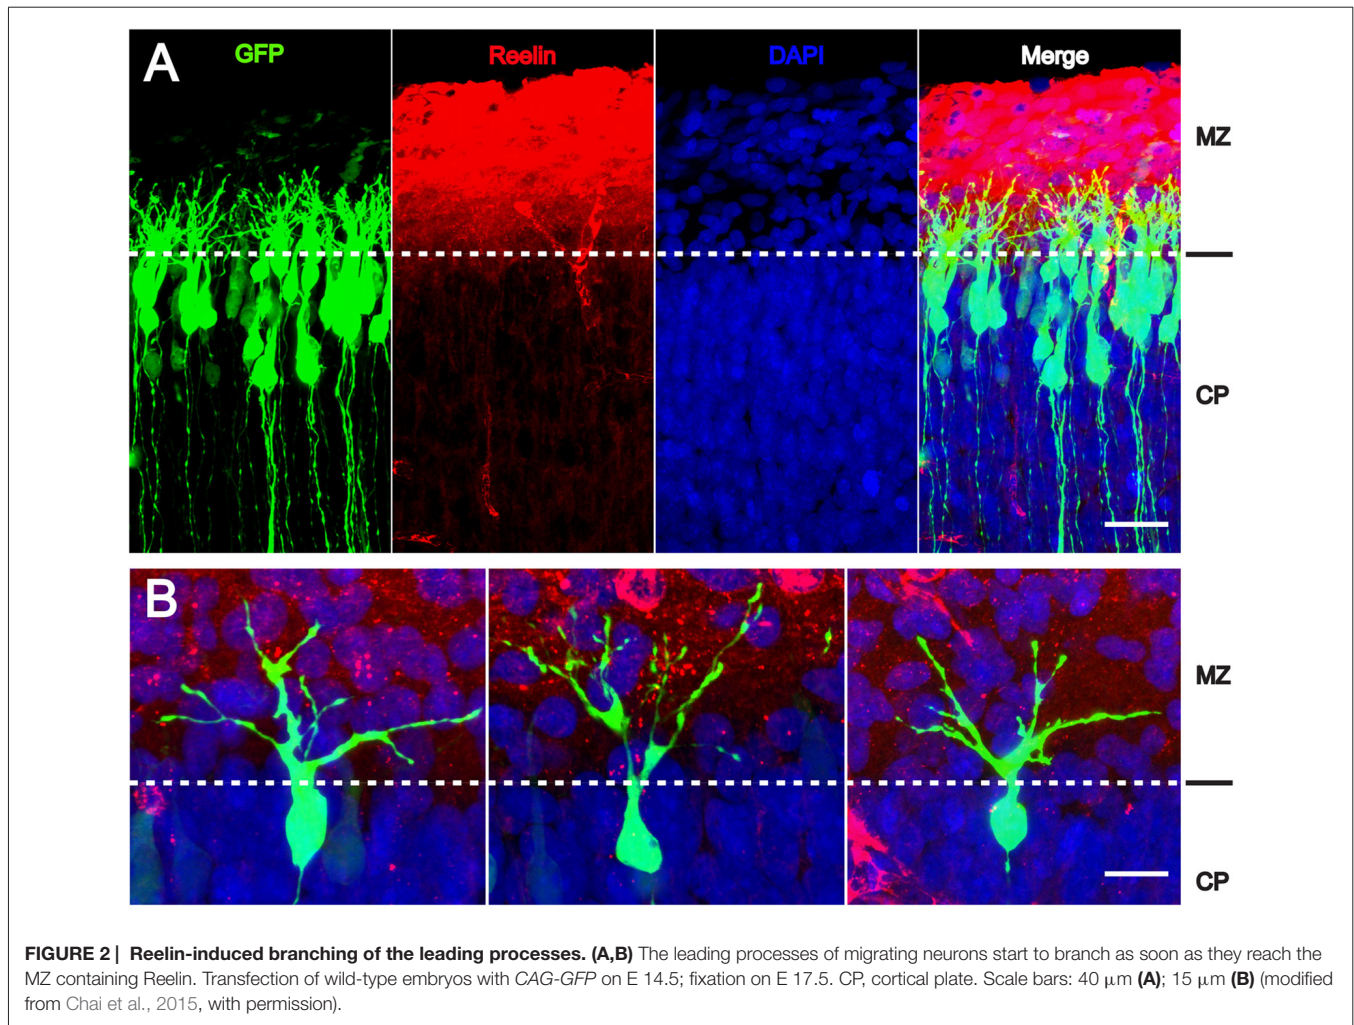 A
GFP
Reelin
DAPI
Merge
MZ
CP
B
MZ
CP
FIGURE 2 | Reelin-induced branching of the leading processes. (A,B) The leading processes of migrating neurons start to branch as soon as they reach the
MZ containing Reelin. Transfection of wild-type embryos with CAG-GFP on E 14.5; fixation on E 17.5. CP, cortical plate. Scale bars: 40 μm (A); 15 μm (B) (modified
from Chai et al., 2015, with permission).